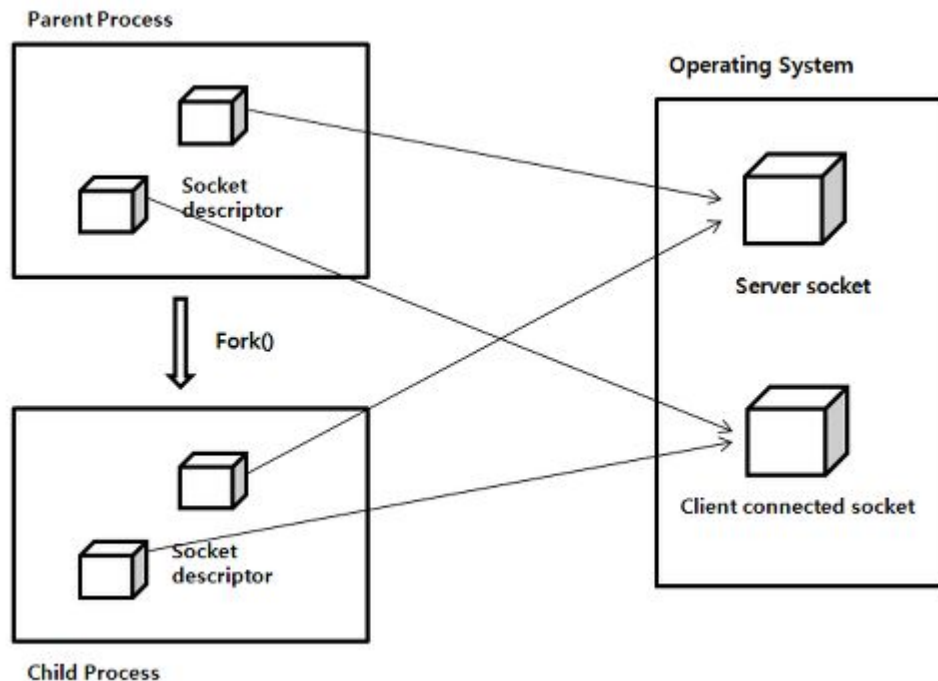 Parent Process
Operating System
Socket
descriptor
Server socket
Fork()
Client connected socket
Socket
descriptor
Child Process